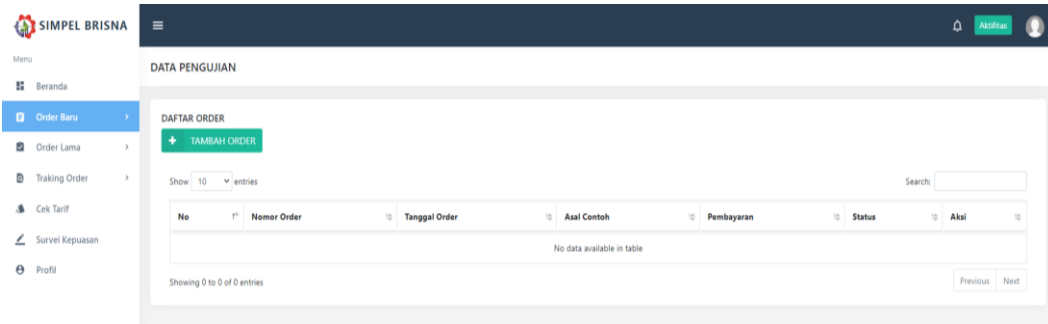 SIMPEL BRISNA
Aktifitas
Menu
Beranda
Order Baru
Order Lama
Traking Order
Cek Tarif
Survei Kepuasan
Profil
DATA PENGUJIAN
DAFTAR ORDER
+ TAMBAH ORDER
Show 10 entries
Search:
No Nomor Order Tanggal Order Asal Contoh Pembayaran Status Aksi
No data available in table
Showing 0 to 0 of 0 entries
Previous Next